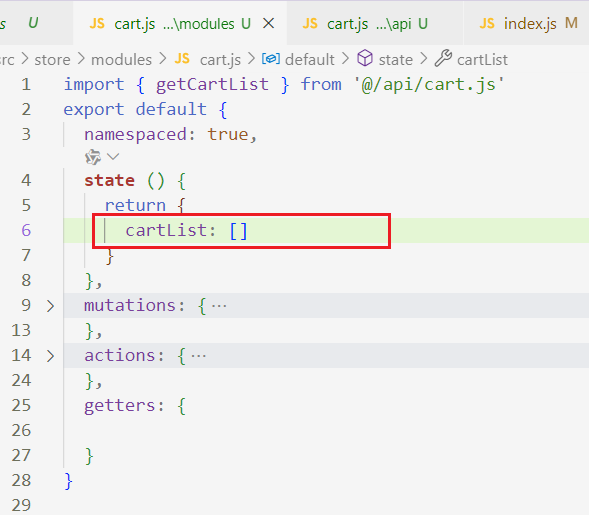 s U JS cart.js ...\modules U × JS cart.js ...\api U JS index.js M
src > store > modules > JS cart.js > default > state > cartList
1 import { getCartList } from '@/api/cart.js'
2 export default {
3 namespaced: true,
4 state () {
5 return {
6 cartList: []
7 }
8 },
9 > mutations: { ···
13 },
14 > actions: { ···
24 },
25 getters: {
26
27 }
28 }
29